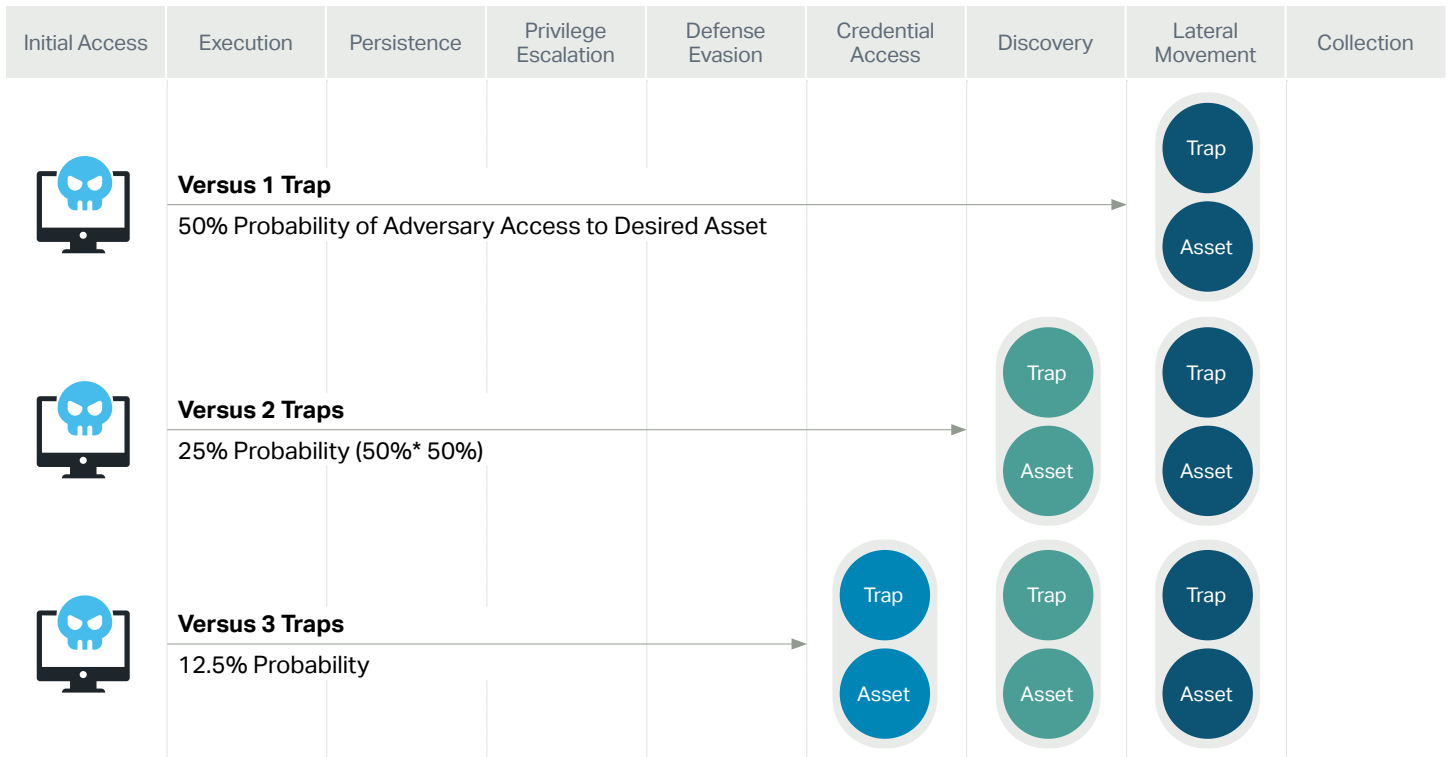 Initial Access
Execution
Persistence
Privilege
Escalation
Defense
Evasion
Credential
Access
Discovery
Lateral
Movement
Collection
Versus 1 Trap
50% Probability of Adversary Access to Desired Asset
Trap
Asset
Versus 2 Traps
25% Probability (50%* 50%)
Trap
Asset
Trap
Asset
Versus 3 Traps
12.5% Probability
Trap
Asset
Trap
Asset
Trap
Asset